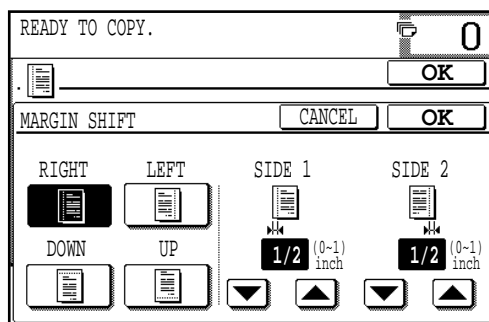 READY TO COPY.
0
OK
MARGIN SHIFT
CANCEL
OK
RIGHT LEFT SIDE 1 SIDE 2
1/2 (0~1) inch 1/2 (0~1) inch
DOWN UP